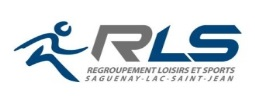 RLS
REGROUPEMENT LOISIRS ET SPORTS
SAGUENAY-LAC-SAINT-JEAN